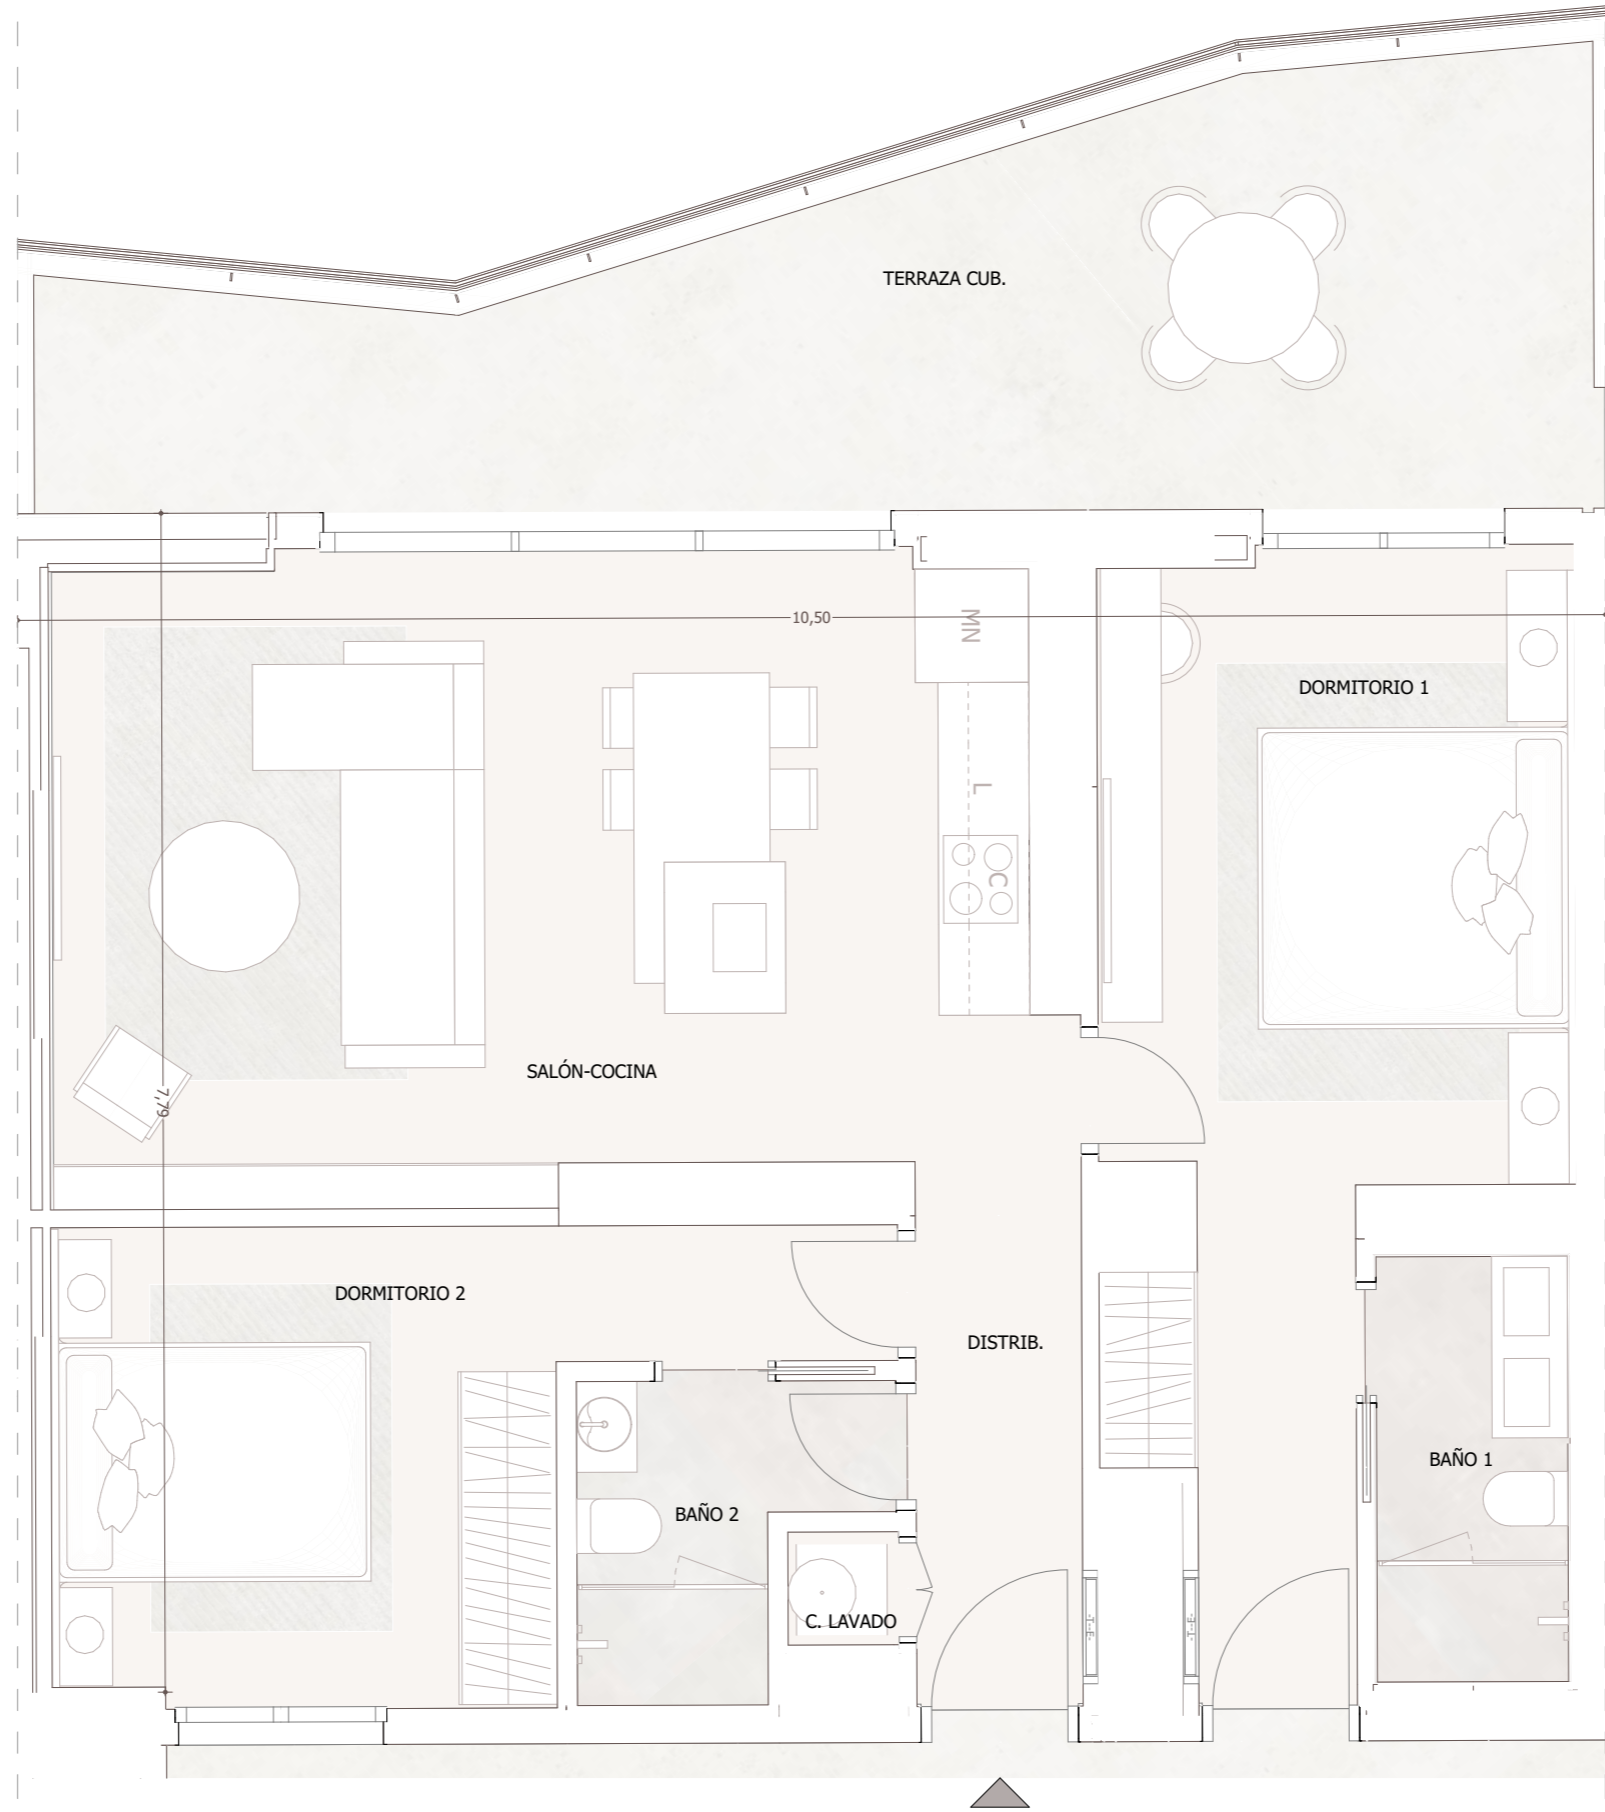 TERRAZA CUB.
10,50
MN
DORMITORIO 1
L
C
SALÓN-COCINA
7,79
DORMITORIO 2
DISTRIB.
BAÑO 1
BAÑO 2
C. LAVADO